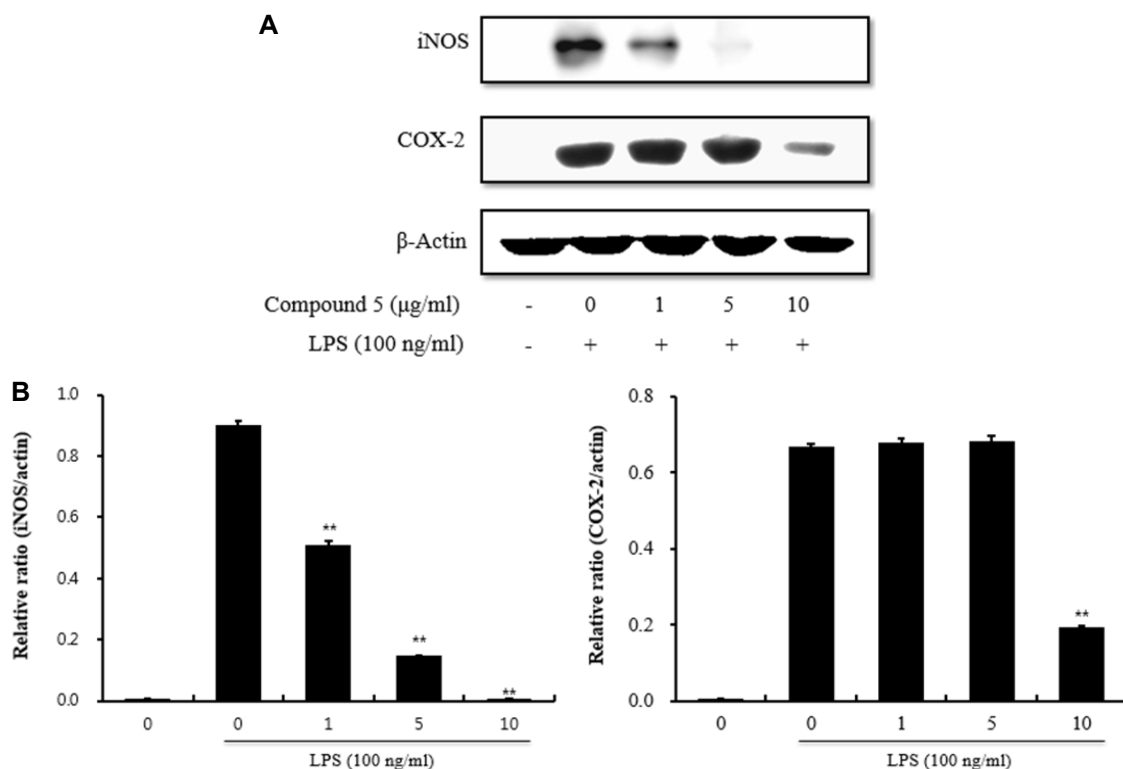 A
iNOS
COX-2
β-Actin
Compound 5 (μg/ml) - 0 1 5 10
LPS (100 ng/ml) - + + + +
B
Relative ratio (iNOS/actin)
1.0
0.8
0.6
0.4
0.2
0.0
**
**
**
0 0 1 5 10
LPS (100 ng/ml)
Relative ratio (COX-2/actin)
0.8
0.6
0.4
0.2
0.0
**
0 0 1 5 10
LPS (100 ng/ml)